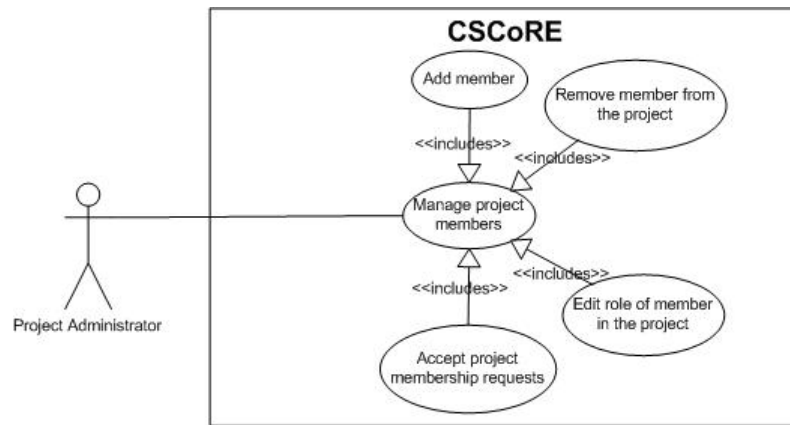 CSCoRE
Add member
Remove member from
the project
<<includes>>
<<includes>>
Manage project
members
<<includes>>
<<includes>>
Edit role of member
in the project
Project Administrator
Accept project
membership requests